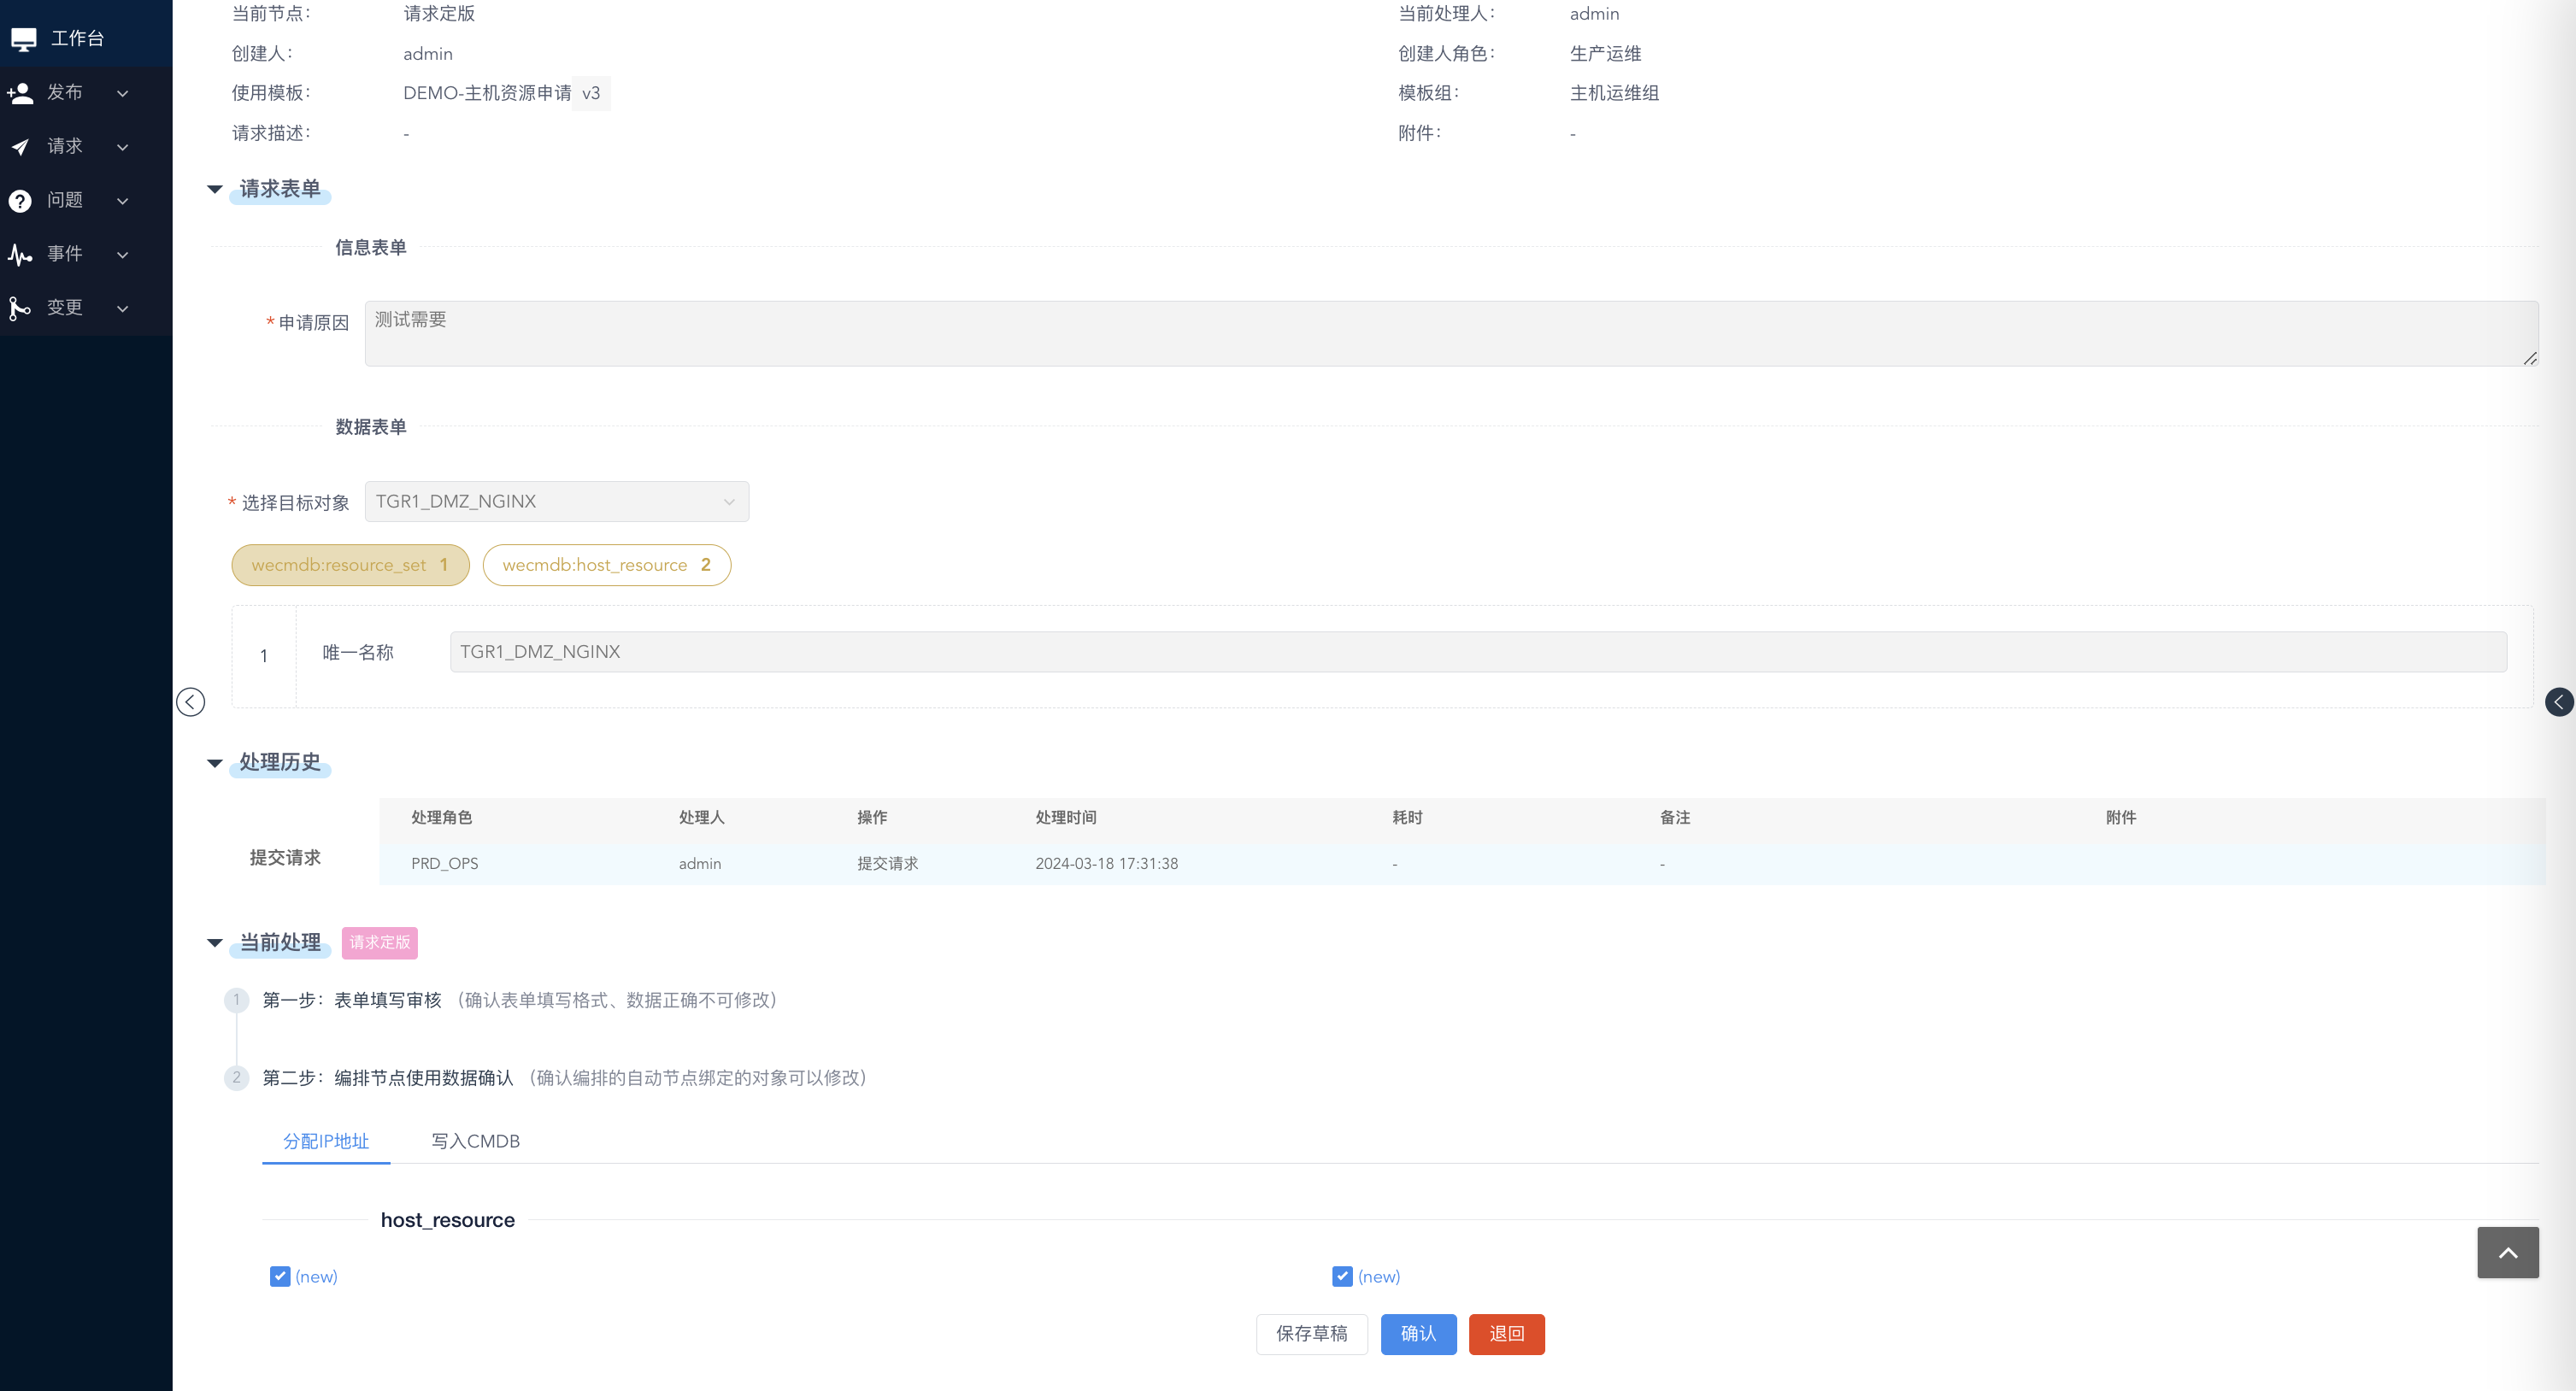 工作台
发布
请求
问题
事件
变更
当前节点： 请求定版 当前处理人： admin
创建人： admin 创建人角色： 生产运维
使用模板： DEMO-主机资源申请 v3 模板组： 主机运维组
请求描述： - 附件： -
请求表单
信息表单
*申请原因 测试需要
数据表单
* 选择目标对象 TGR1_DMZ_NGINX
wecmdb:resource_set 1 wecmdb:host_resource 2
1 唯一名称 TGR1_DMZ_NGINX
处理历史
处理角色 处理人 操作 处理时间 耗时 备注 附件
提交请求 PRD_OPS admin 提交请求 2024-03-18 17:31:38 - -
当前处理 请求定版
1 第一步：表单填写审核 （确认表单填写格式、数据正确不可修改）
2 第二步：编排节点使用数据确认 （确认编排的自动节点绑定的对象可以修改）
分配IP地址 写入CMDB
host_resource
(new) (new)
保存草稿 确认 退回